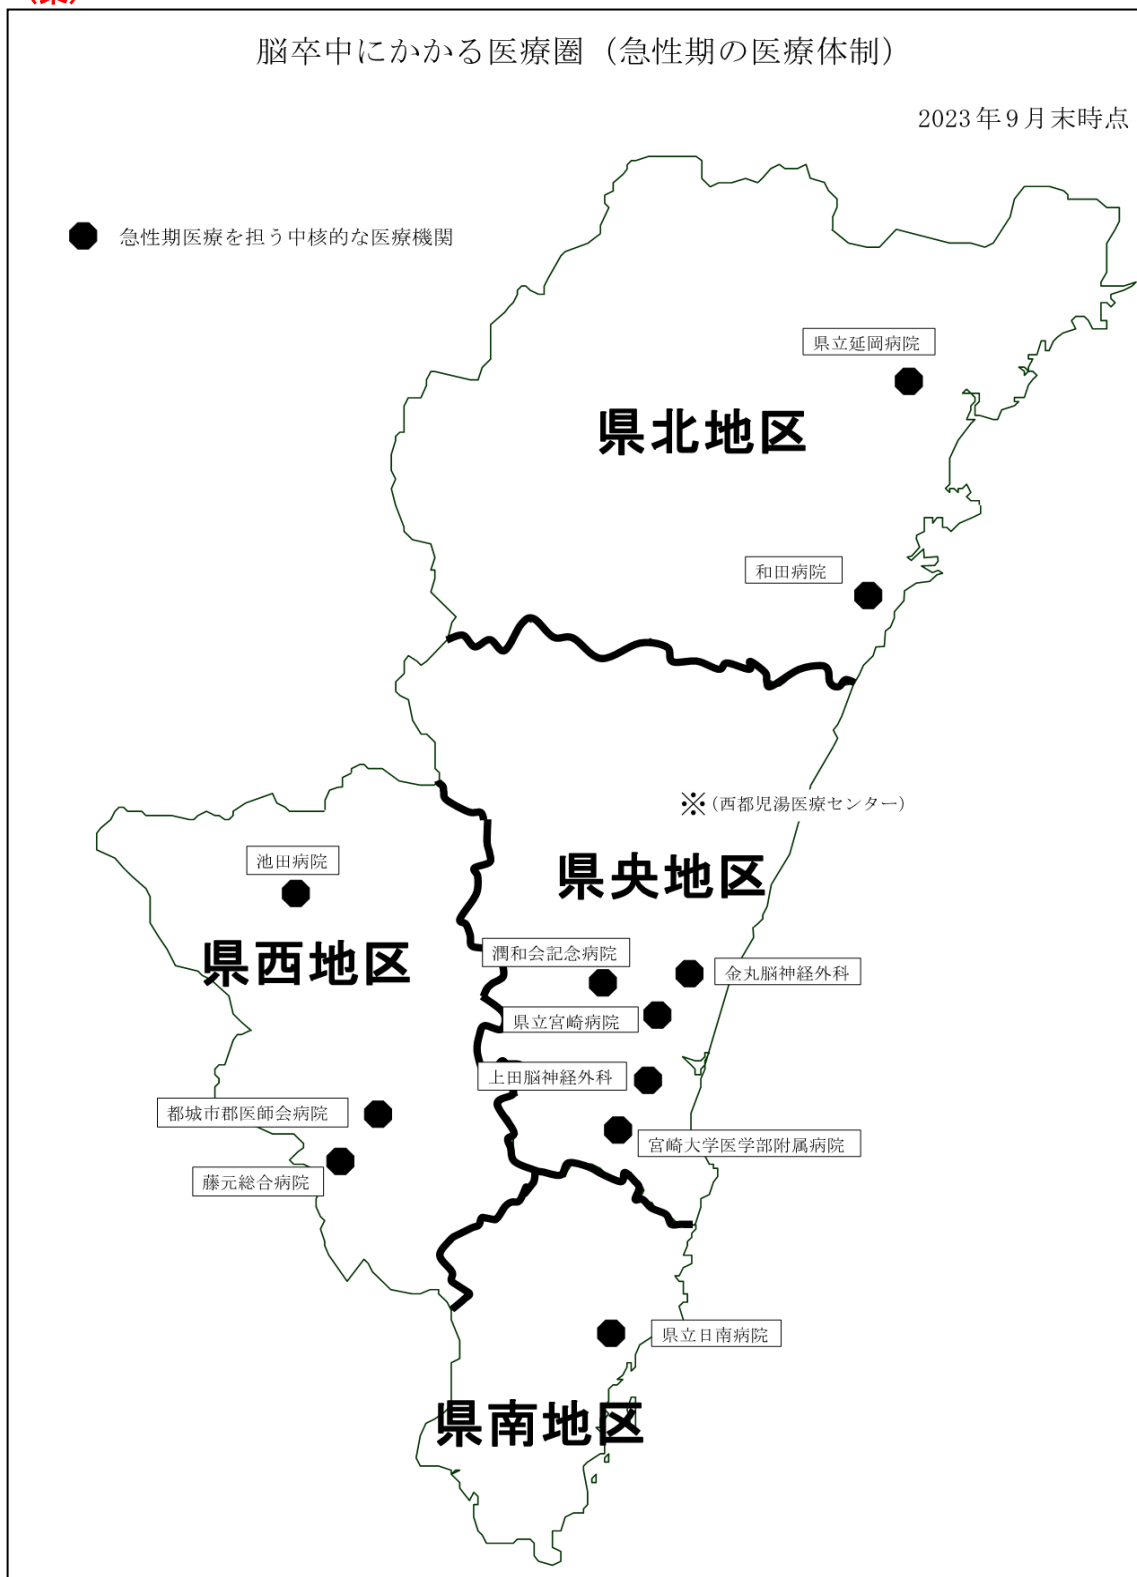 脳卒中にかかる医療圏（急性期の医療体制）
2023年9月末時点
急性期医療を担う中核的な医療機関
県立延岡病院
県北地区
和田病院
※(西都児湯医療センター)
池田病院
県央地区
県西地区
潤和会記念病院
金丸脳神経外科
県立宮崎病院
上田脳神経外科
都城市郡医師会病院
宮崎大学医学部附属病院
藤元総合病院
県立日南病院
県南地区